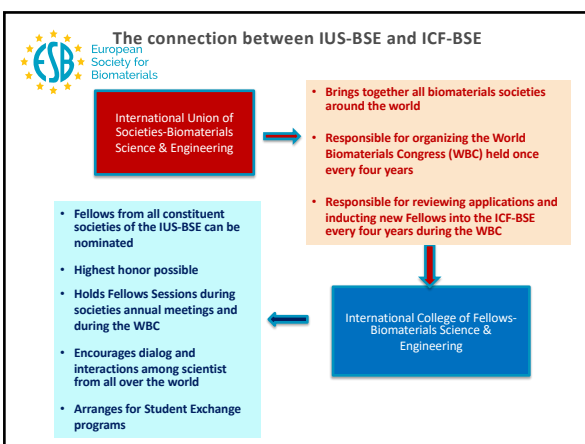 The connection between IUS-BSE and ICF-BSE
ESB
European
Society for
Biomaterials
International Union of
Societies-Biomaterials
Science & Engineering
• Brings together all biomaterials societies
around the world
• Responsible for organizing the World
Biomaterials Congress (WBC) held once
every four years
• Responsible for reviewing applications and
inducting new Fellows into the ICF-BSE
every four years during the WBC
• Fellows from all constituent
societies of the IUS-BSE can be
nominated
• Highest honor possible
• Holds Fellows Sessions during
societies annual meetings and
during the WBC
• Encourages dialog and
interactions among scientist
from all over the world
• Arranges for Student Exchange
programs
International College of Fellows-
Biomaterials Science &
Engineering